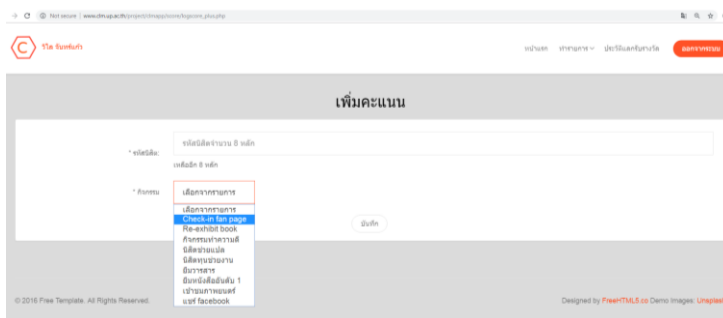 Not secure | www.clm.up.ac.th/project/clmapp/score/logscore_plus.php
C วิไล จันทร์แก้ว
หน้าแรก ทำรายการ ประวัติแลกรับรางวัล ออกจากระบบ
เพิ่มคะแนน
* รหัสนิสิต: รหัสนิสิตจำนวน 8 หลัก
เหลืออีก 8 หลัก
* กิจกรรม เลือกจากรายการ
เลือกจากรายการ
Check-in fan page
Re-exhibit book
กิจกรรมทำความดี
นิสิตช่วยแปล
นิสิตทุนช่วยงาน
ยืมวารสาร
ยืมหนังสืออันดับ 1
เข้าชมภาพยนตร์
แชร์ facebook
บันทึก
© 2016 Free Template. All Rights Reserved. Designed by FreeHTML5.co Demo Images: Unsplash